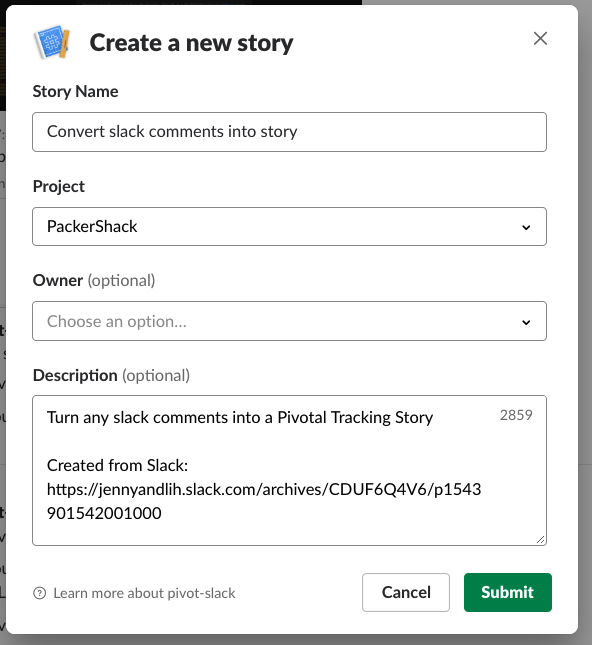 Create a new story
Story Name
Convert slack comments into story
Project
PackerShack
Owner (optional)
Choose an option...
Description (optional)
Turn any slack comments into a Pivotal Tracking Story
2859
Created from Slack:
https://jennyandlih.slack.com/archives/CDUF6Q4V6/p1543
901542001000
Learn more about pivot-slack
Cancel
Submit